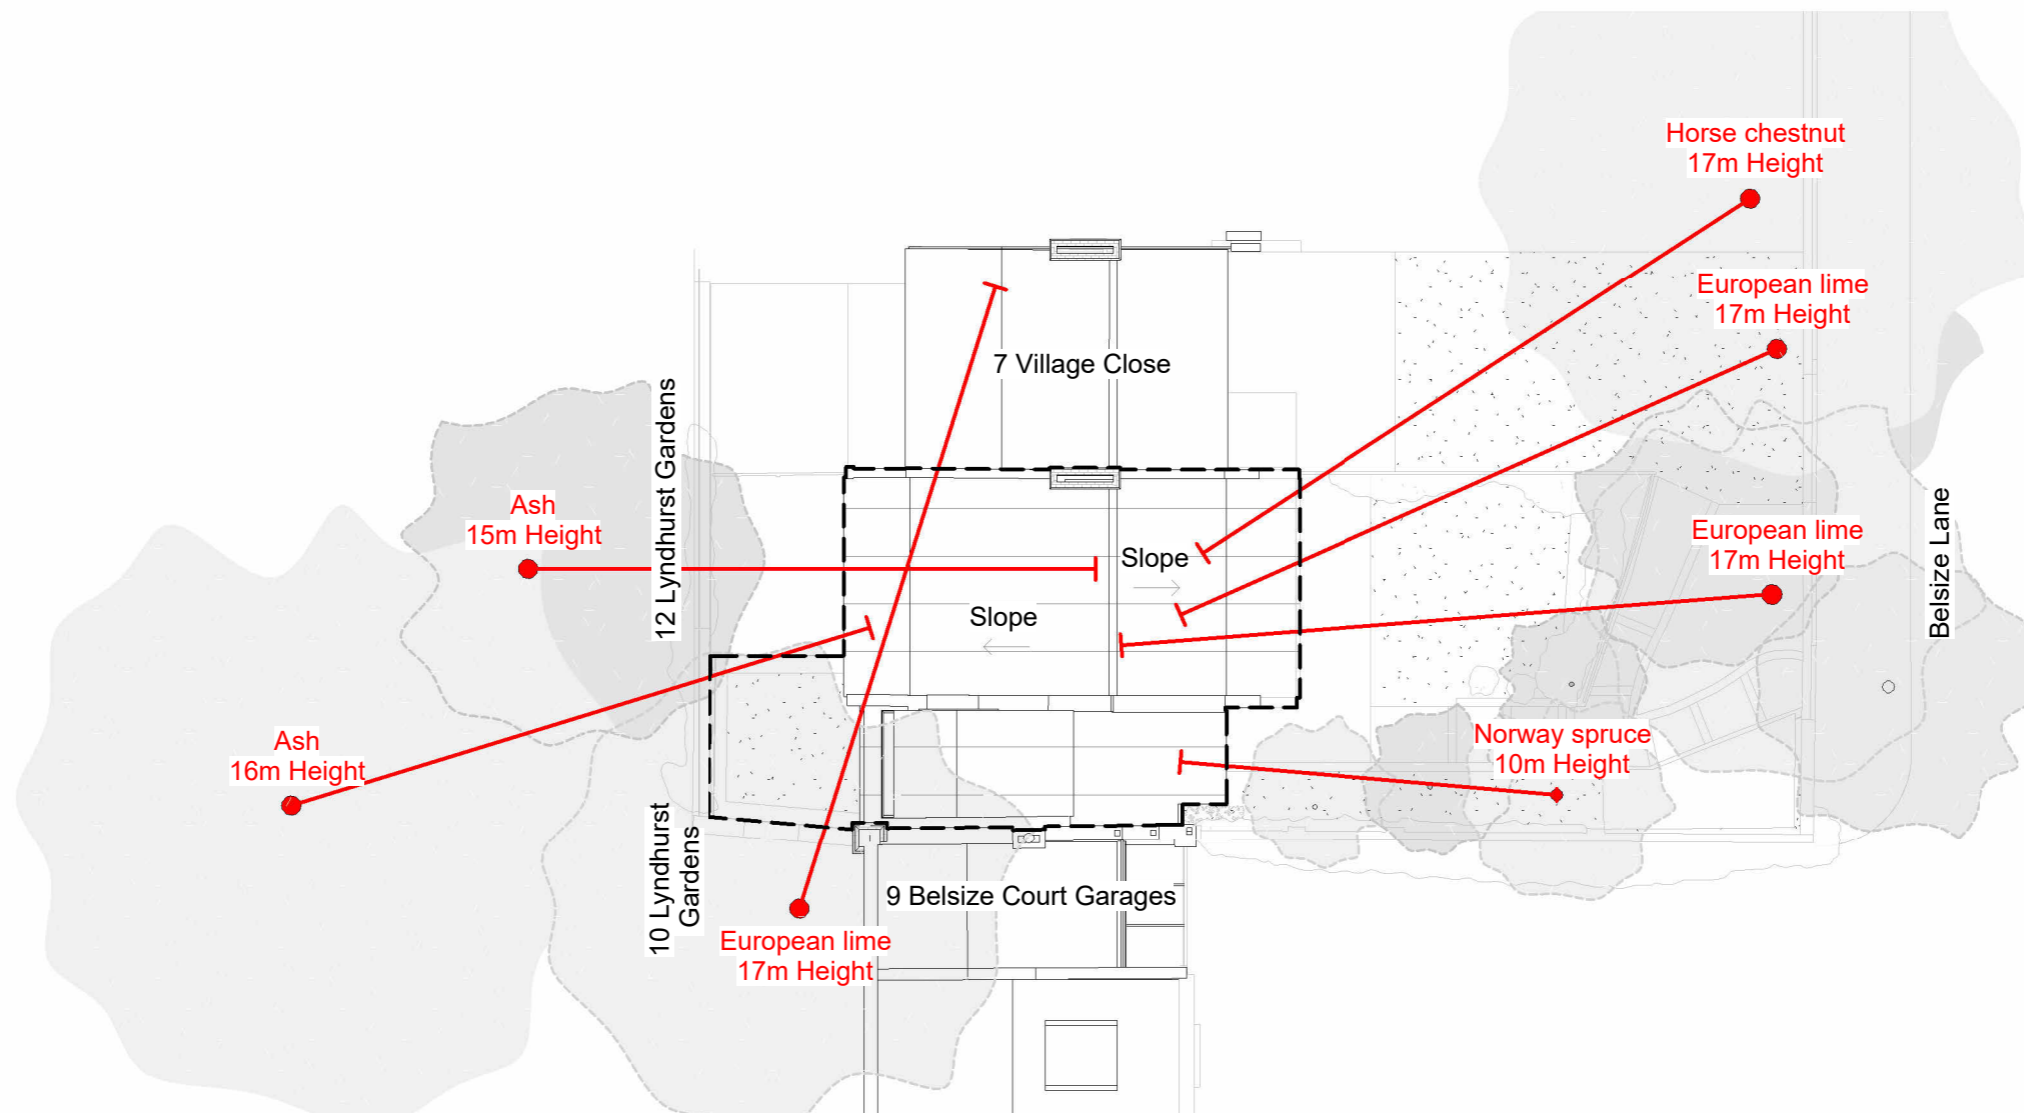 Horse chestnut
17m Height
European lime
17m Height
7 Village Close
12 Lyndhurst Gardens
Ash
15m Height
Slope
Slope
European lime
17m Height
Belsize Lane
Ash
16m Height
Norway spruce
10m Height
10 Lyndhurst
Gardens
9 Belsize Court Garages
European lime
17m Height